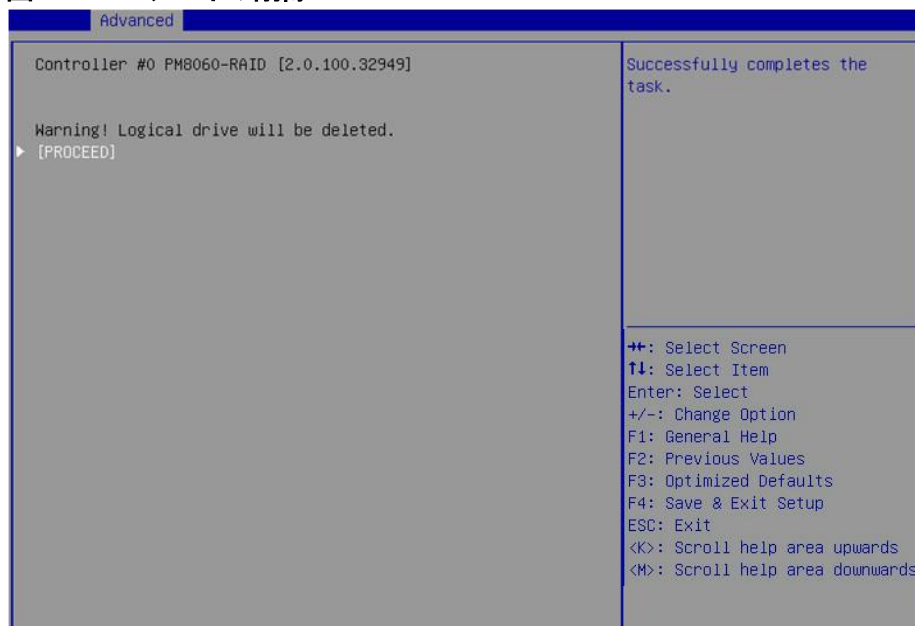 Advanced
Controller #0 PM8060-RAID [2.0.100.32949]
Warning! Logical drive will be deleted.
[PROCEED]
Successfully completes the
task.
→←: Select Screen
↑↓: Select Item
Enter: Select
+/-: Change Option
F1: General Help
F2: Previous Values
F3: Optimized Defaults
F4: Save & Exit Setup
ESC: Exit
<K>: Scroll help area upwards
<M>: Scroll help area downwards